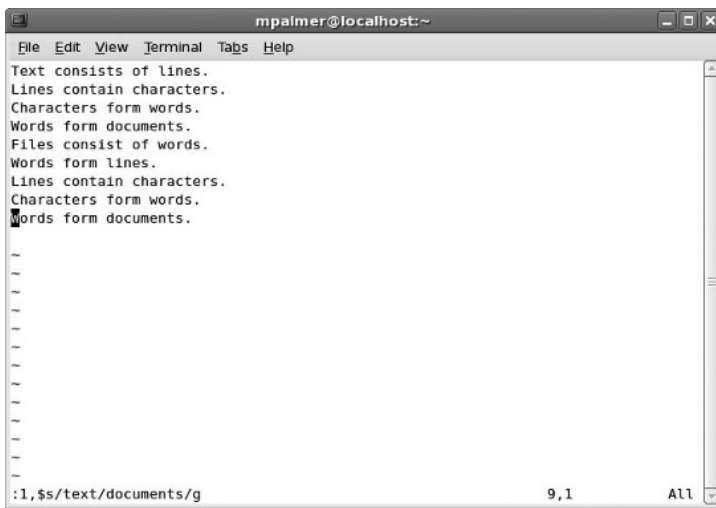 mpalmer@localhost:~
File Edit View Terminal Tabs Help
Text consists of lines.
Lines contain characters.
Characters form words.
Words form documents.
Files consist of words.
Words form lines.
Lines contain characters.
Characters form words.
Words form documents.
~
~
~
~
~
~
~
~
~
~
~
~
~
:1,$s/text/documents/g 9,1 All